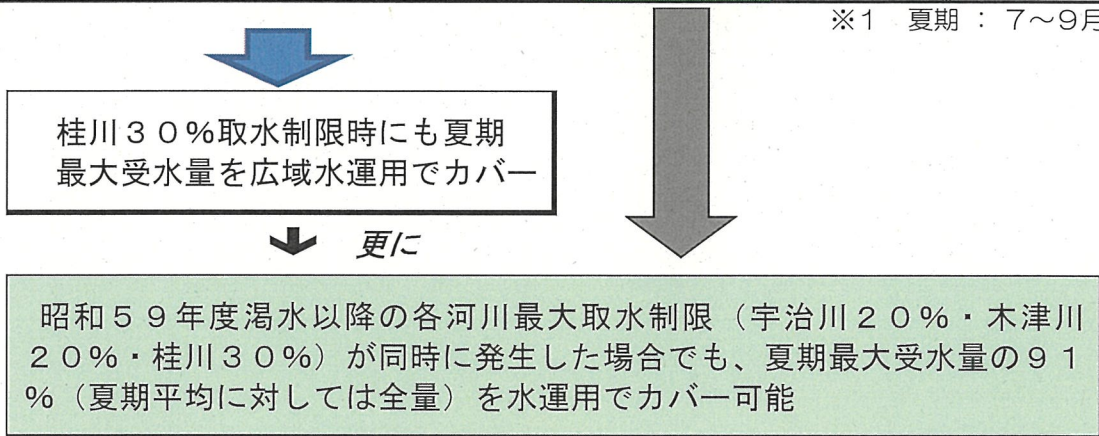 ※1 夏期 : 7～9月
桂川30%取水制限時にも夏期
最大受水量を広域水運用でカバー
更に
昭和59年度渇水以降の各河川最大取水制限(宇治川20%・木津川
20%・桂川30%)が同時に発生した場合でも、夏期最大受水量の91
%(夏期平均に対しては全量)を水運用でカバー可能